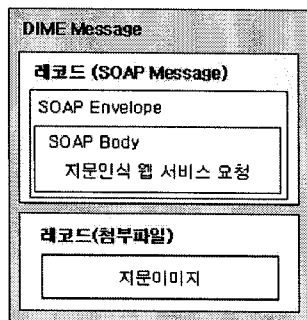 DIME Message
레코드 (SOAP Message)
SOAP Envelope
SOAP Body
지문인식 웹 서비스 요청
레코드(첨부파일)
지문이미지